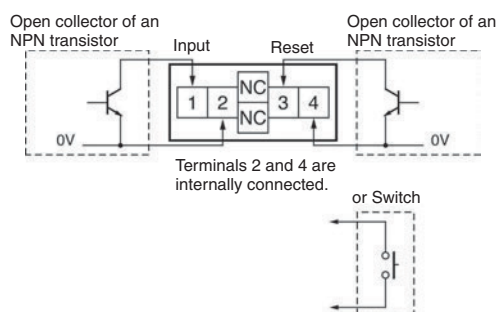 Open collector of an
NPN transistor
Input
Reset
Open collector of an
NPN transistor
NC
1 2 3 4
NC
0V
0V
Terminals 2 and 4 are
internally connected.
or Switch